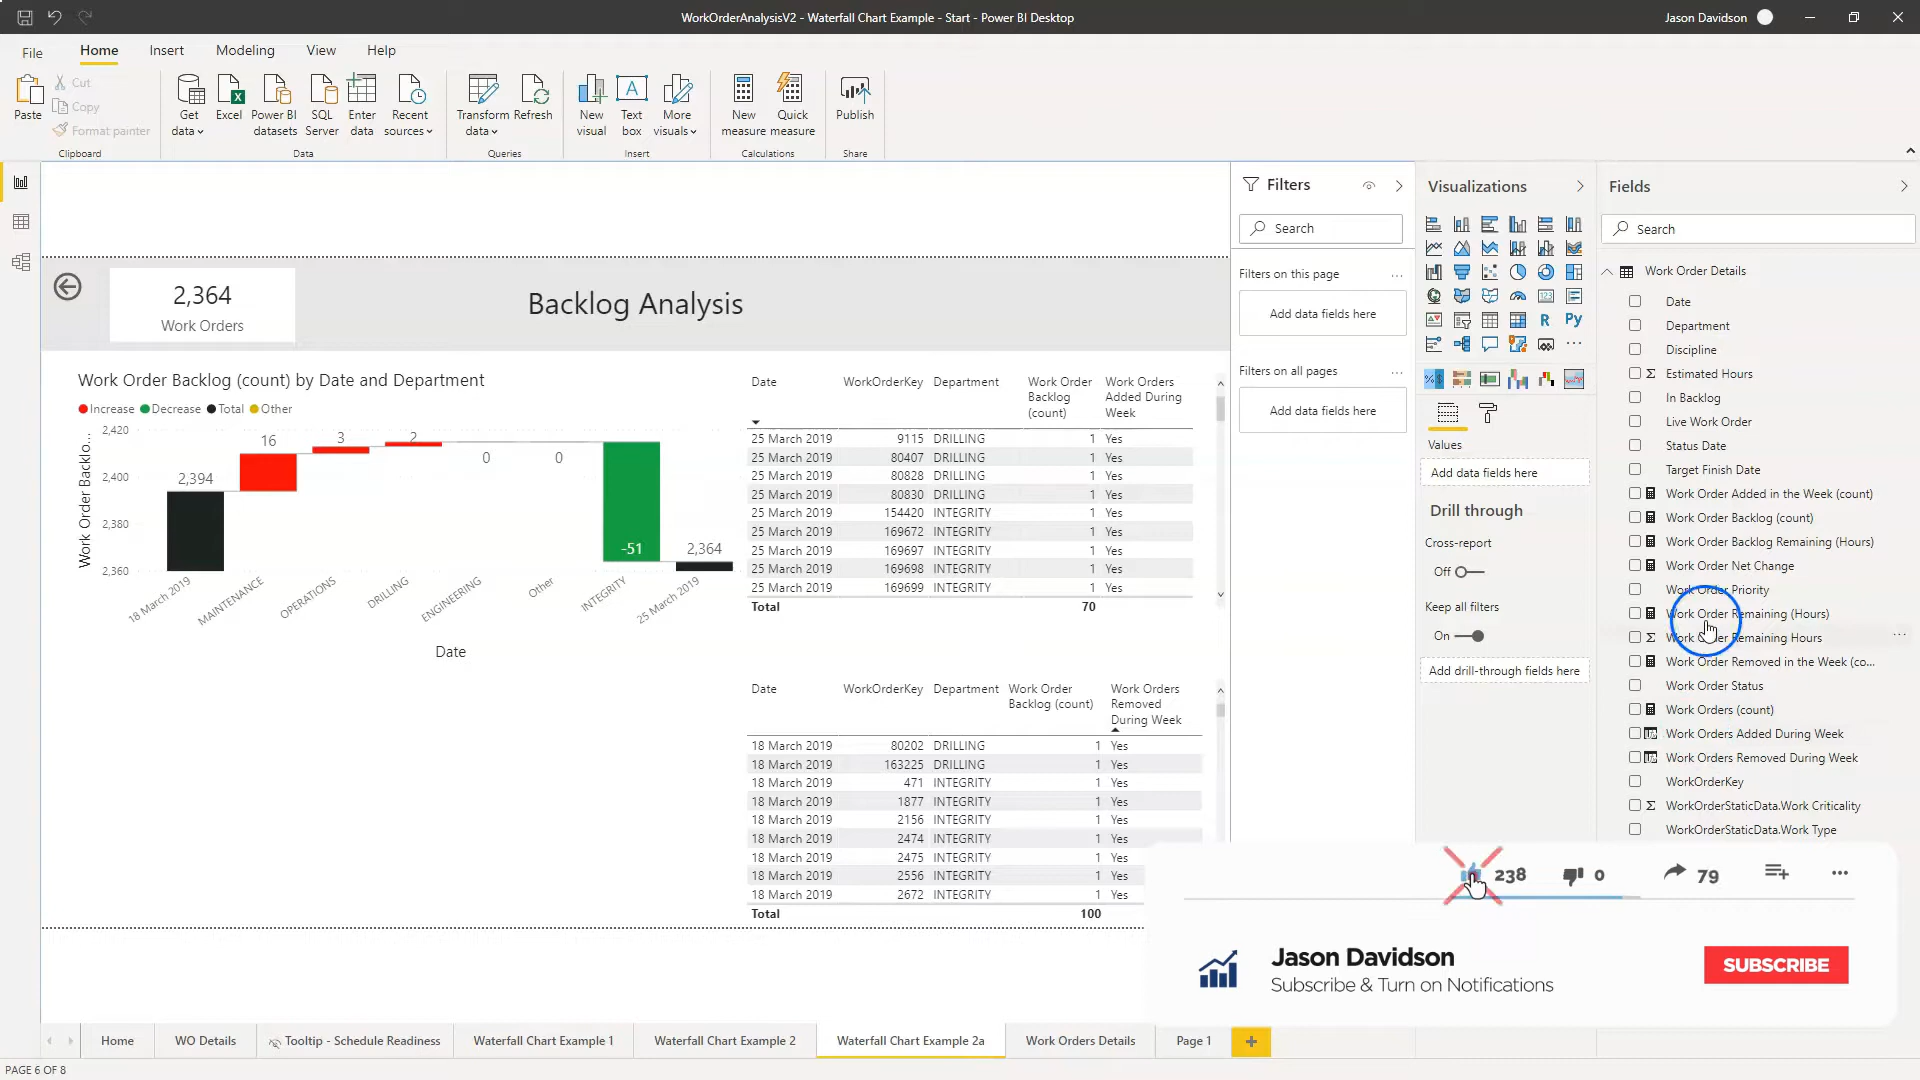 WorkOrderAnalysisV2 - Waterfall Chart Example - Start - Power BI Desktop
Jason Davidson
File
Home
Insert
Modeling
View
Help
Paste
Cut
Copy
Format painter
Clipboard
Get data
Excel
Power BI datasets
SQL Server
Enter data
Recent sources
Data
Transform data
Refresh
Queries
New visual
Text box
More visuals
Insert
New measure
Quick measure
Calculations
Publish
Share
2,364
Work Orders
Backlog Analysis
Work Order Backlog (count) by Date and Department
Increase Decrease Total Other
Work Order Backlo...
2,420
2,400
2,380
2,360
2,394
16
3
2
0
0
-51
2,364
18 March 2019
MAINTENANCE
OPERATIONS
DRILLING
ENGINEERING
Other
INTEGRITY
25 March 2019
Date
Date WorkOrderKey Department Work Order Backlog (count) Work Orders Added During Week
25 March 2019 9115 DRILLING 1 Yes
25 March 2019 80407 DRILLING 1 Yes
25 March 2019 80828 DRILLING 1 Yes
25 March 2019 80830 DRILLING 1 Yes
25 March 2019 154420 INTEGRITY 1 Yes
25 March 2019 169672 INTEGRITY 1 Yes
25 March 2019 169697 INTEGRITY 1 Yes
25 March 2019 169698 INTEGRITY 1 Yes
25 March 2019 169699 INTEGRITY 1 Yes
Total 70
Date WorkOrderKey Department Work Order Backlog (count) Work Orders Removed During Week
18 March 2019 80202 DRILLING 1 Yes
18 March 2019 163225 DRILLING 1 Yes
18 March 2019 471 INTEGRITY 1 Yes
18 March 2019 1877 INTEGRITY 1 Yes
18 March 2019 2156 INTEGRITY 1 Yes
18 March 2019 2474 INTEGRITY 1 Yes
18 March 2019 2475 INTEGRITY 1 Yes
18 March 2019 2556 INTEGRITY 1 Yes
18 March 2019 2672 INTEGRITY 1 Yes
Total 100
Filters
Search
Filters on this page ...
Add data fields here
Filters on all pages ...
Add data fields here
Visualizations
R
Py
Values
Add data fields here
Drill through
Cross-report
Off
Keep all filters
On
Add drill-through fields here
Fields
Search
Work Order Details
Date
Department
Discipline
Σ Estimated Hours
In Backlog
Live Work Order
Status Date
Target Finish Date
Work Order Added in the Week (count)
Work Order Backlog (count)
Work Order Backlog Remaining (Hours)
Work Order Net Change
Work Order Priority
Work Order Remaining (Hours)
Σ Work Order Remaining Hours
Work Order Removed in the Week (co...
Work Order Status
Work Orders (count)
Work Orders Added During Week
Work Orders Removed During Week
WorkOrderKey
Σ WorkOrderStaticData.Work Criticality
WorkOrderStaticData.Work Type
238
0
79
Jason Davidson
Subscribe & Turn on Notifications
SUBSCRIBE
Home
WO Details
Tooltip - Schedule Readiness
Waterfall Chart Example 1
Waterfall Chart Example 2
Waterfall Chart Example 2a
Work Orders Details
Page 1
+
PAGE 6 OF 8